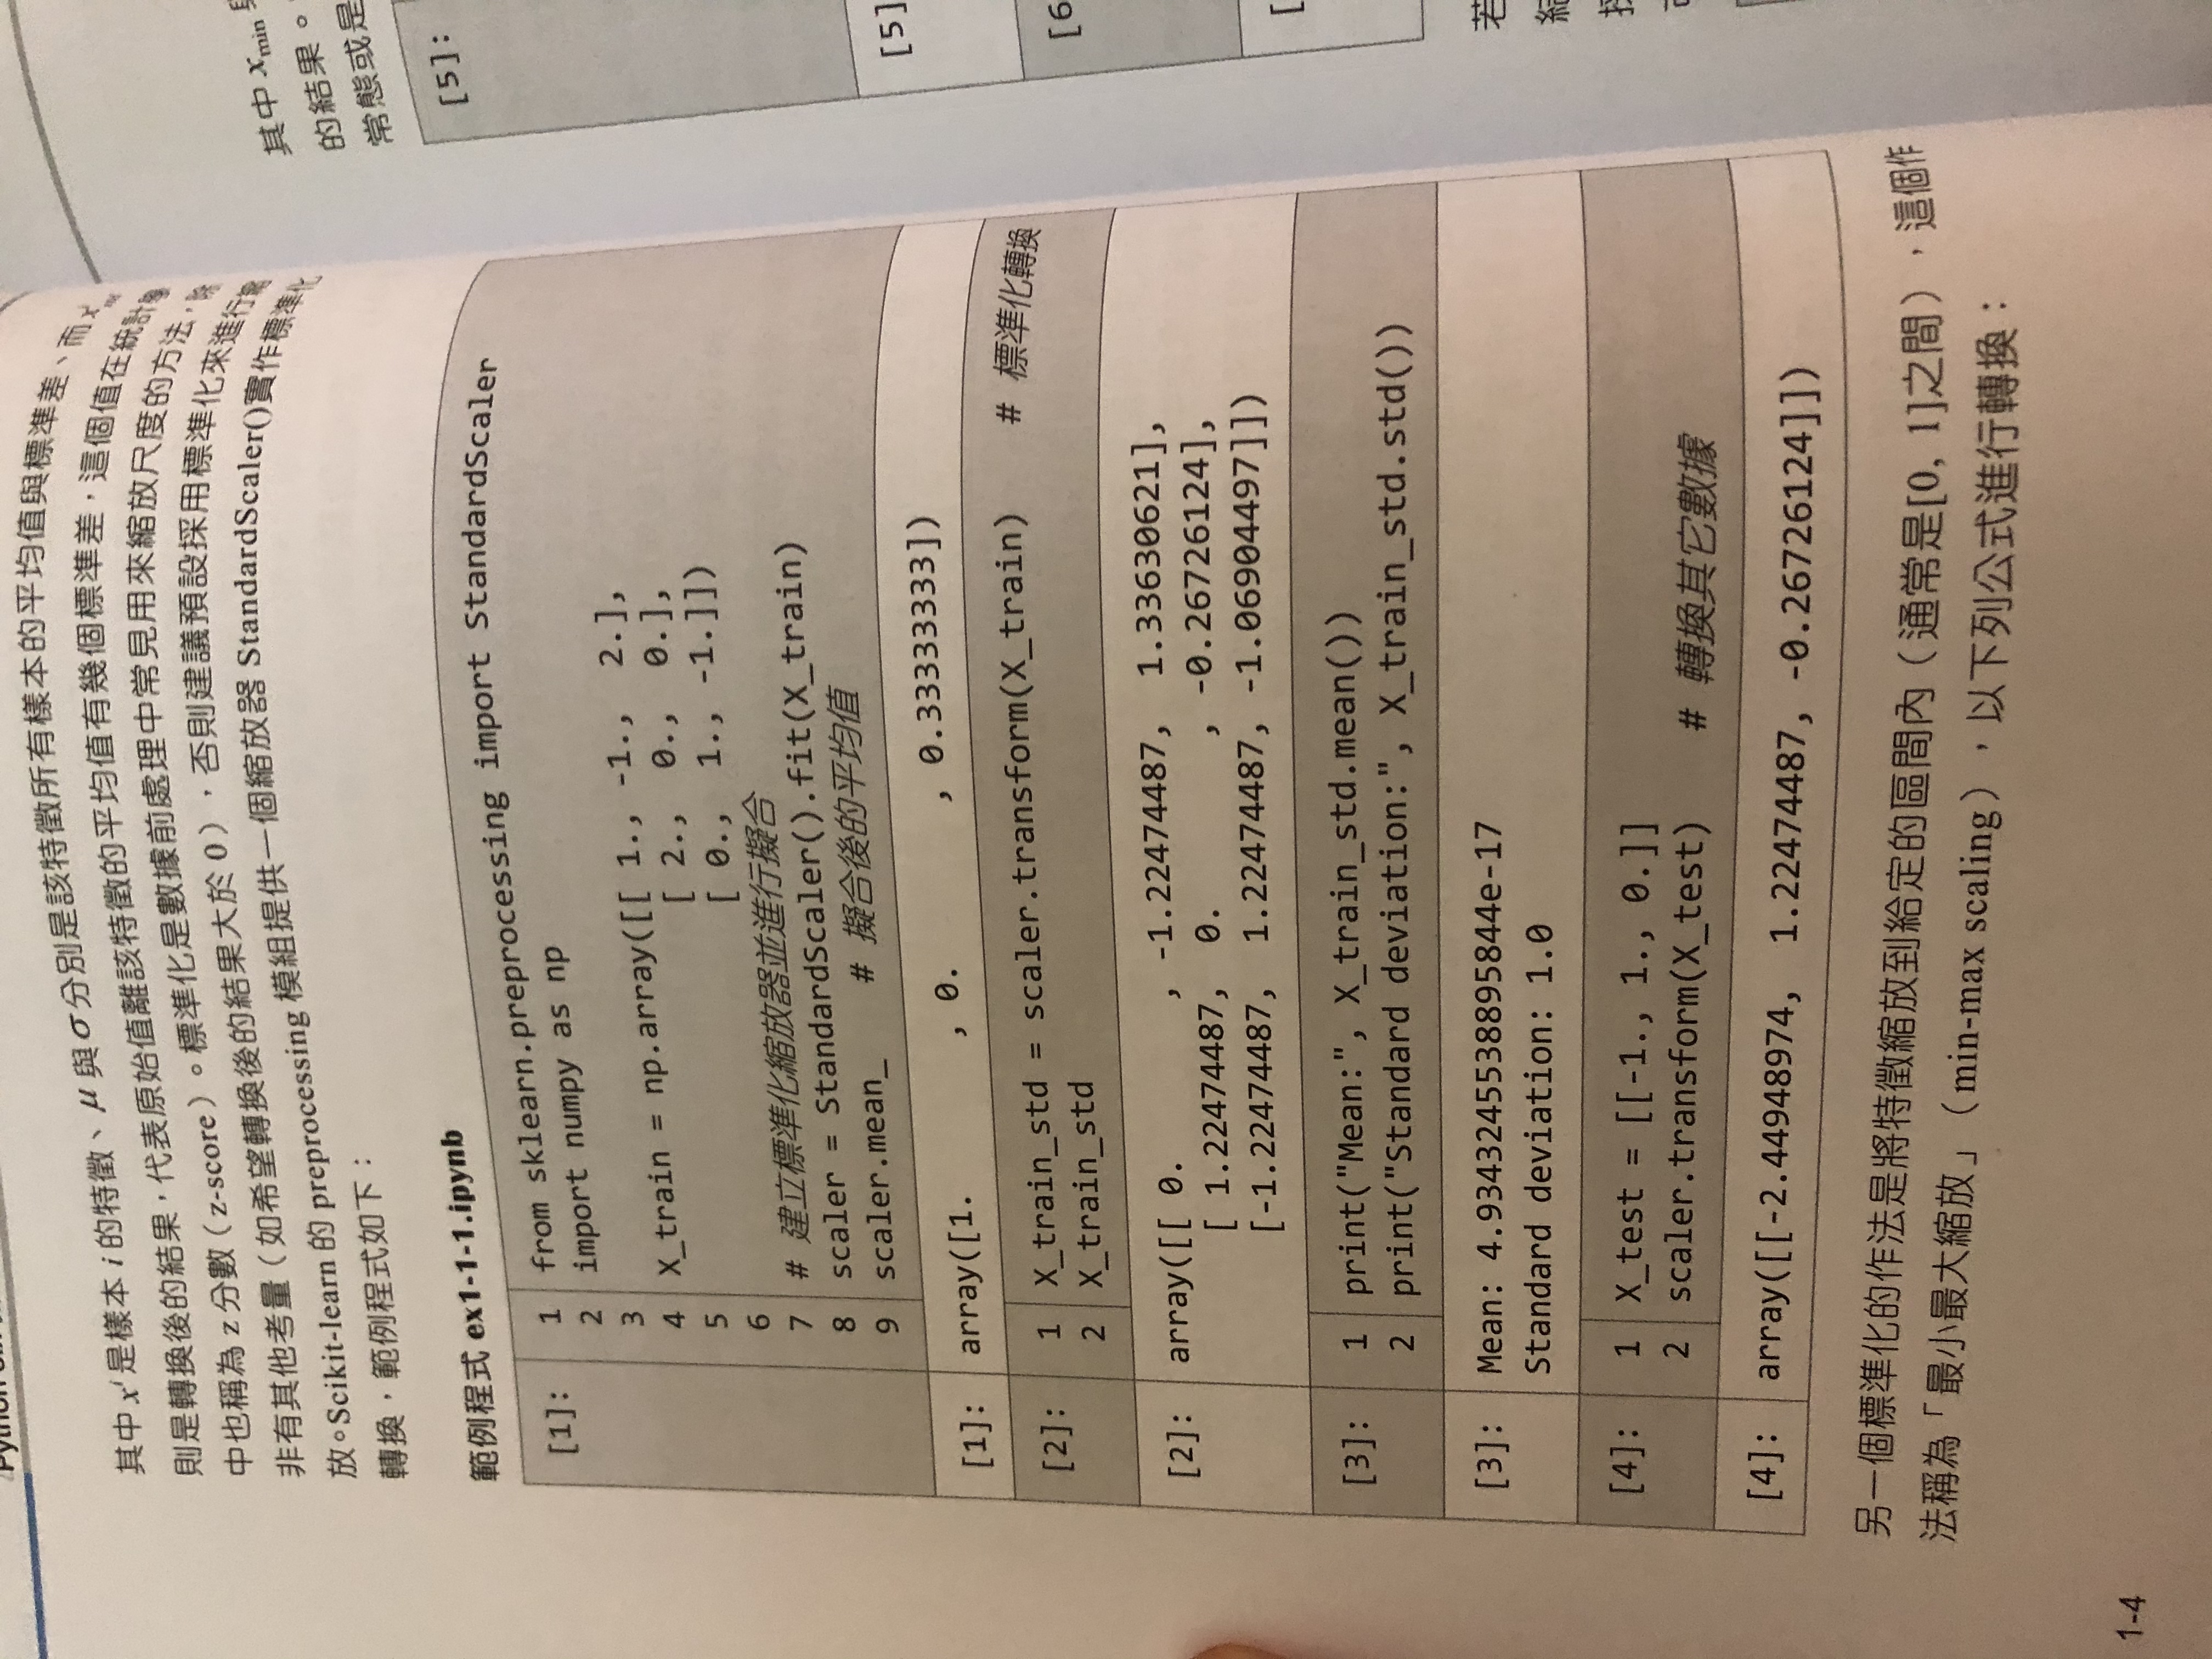 Python
其中 xⁱ 是樣本 i 的特徵、μ 與 σ 分別是該特徵所有樣本的平均值與標準差、而
則是轉換後的結果，代表原始值離該特徵的平均值有幾個標準差，這個值在統計學
中也稱為 z 分數（z-score）。標準化是數據前處理中常見用來縮放尺度的方法，除
非有其他考量（如希望轉換後的結果大於 0），否則建議預設採用標準化來進行縮
放。Scikit-learn 的 preprocessing 模組提供一個縮放器 StandardScaler()實作標準化
轉換，範例程式如下：
範例程式 ex1-1-1.ipynb
[1]: 1 from sklearn.preprocessing import StandardScaler
2 import numpy as np
3
4 X_train = np.array([[ 1., -1., 2.],
5 [ 2., 0., 0.],
6 [ 0., 1., -1.]])
7 # 建立標準化縮放器並進行擬合
8 scaler = StandardScaler().fit(X_train)
9 scaler.mean_ # 擬合後的平均值
[1]: array([1. , 0. , 0.33333333])
[2]: 1 X_train_std = scaler.transform(X_train) # 標準化轉換
2 X_train_std
[2]: array([[ 0. , -1.22474487, 1.33630621],
[ 1.22474487, 0. , -0.26726124],
[-1.22474487, 1.22474487, -1.06904497]])
[3]: 1 print("Mean:", X_train_std.mean())
2 print("Standard deviation:", X_train_std.std())
[3]: Mean: 4.9343245538895844e-17
Standard deviation: 1.0
[4]: 1 X_test = [[-1., 1., 0.]]
2 scaler.transform(X_test) # 轉換其它數據
[4]: array([[-2.44948974, 1.22474487, -0.26726124]])
另一個標準化的作法是將特徵縮放到給定的區間內（通常是[0, 1]之間），這個作
法稱為「最小最大縮放」（min-max scaling），以下列公式進行轉換：
1-4
其中 xmin
的結果。
常態或是
[5]:
[5]
[6
[
若
結